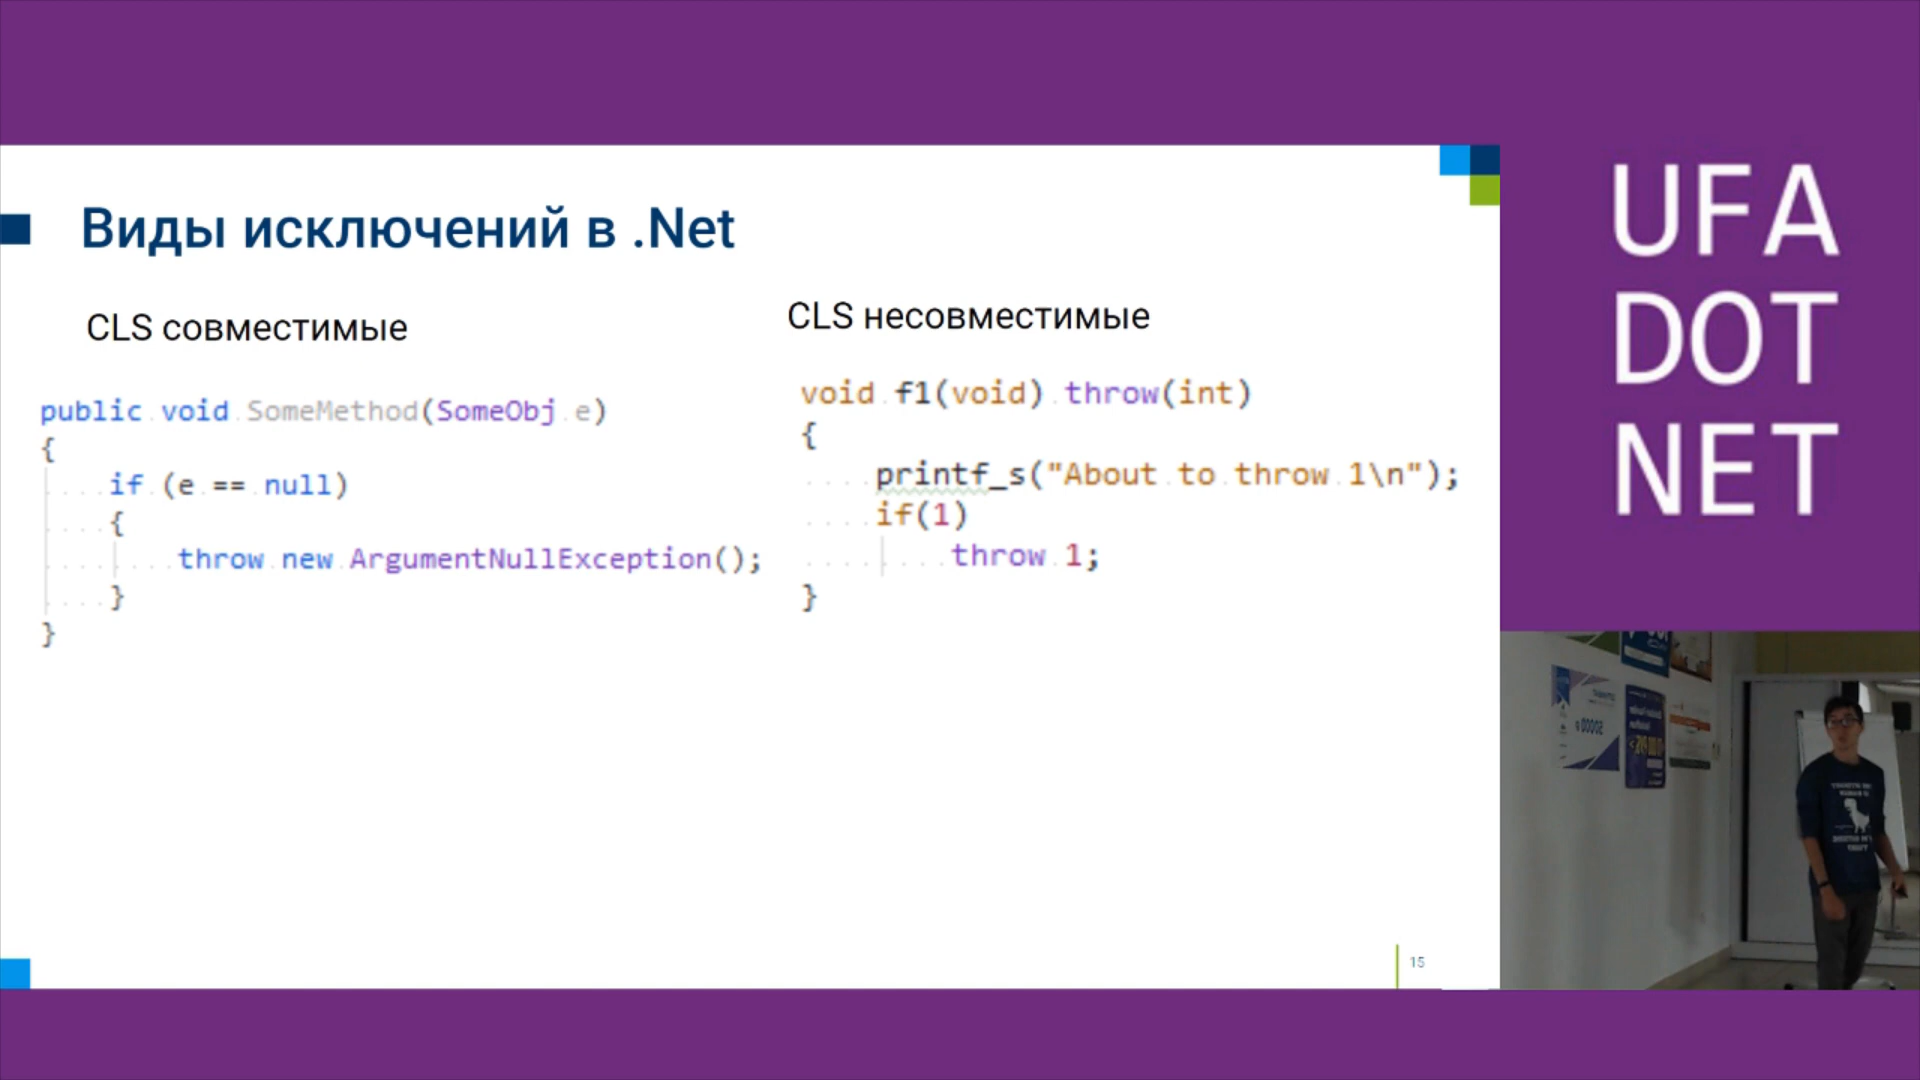 Виды исключений в .Net
CLS совместимые
public void SomeMethod(SomeObj e)
{
if (e == null)
{
throw new ArgumentNullException();
}
}
CLS несовместимые
void f1(void) throw(int)
{
printf_s("About to throw 1\n");
if(1)
throw 1;
}
15
UFA
DOT
NET